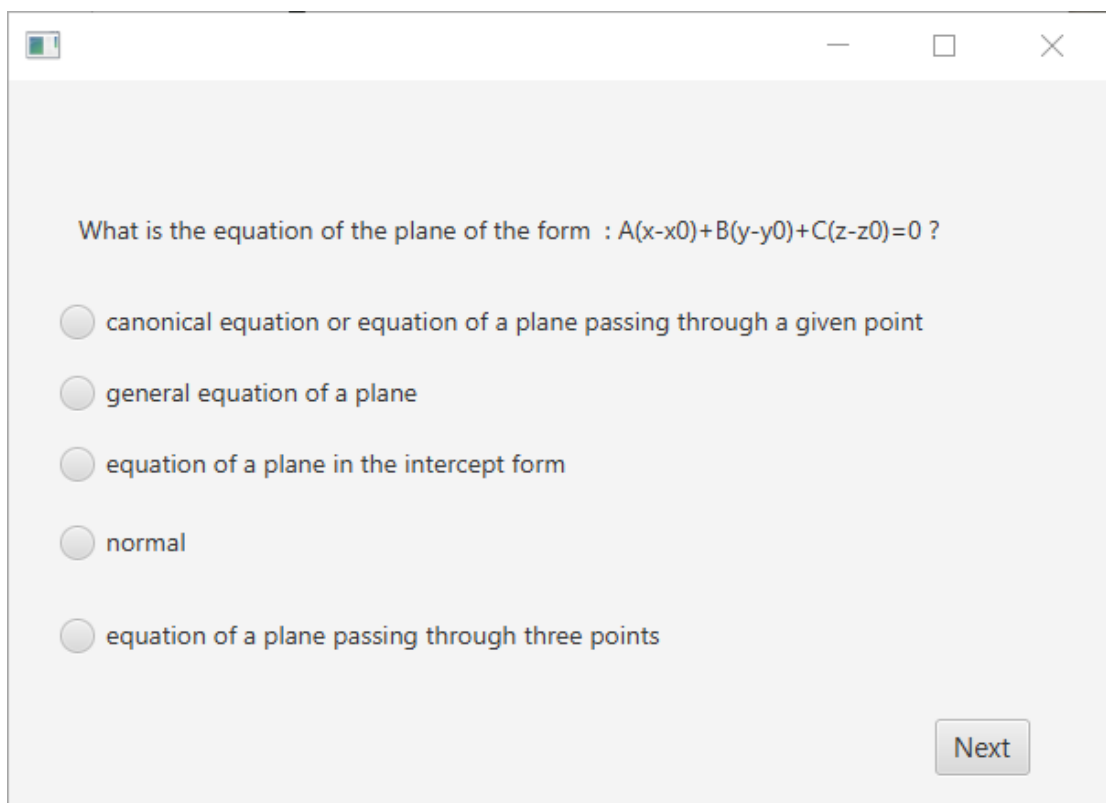 What is the equation of the plane of the form  : A(x-x0)+B(y-y0)+C(z-z0)=0 ?
canonical equation or equation of a plane passing through a given point
general equation of a plane
equation of a plane in the intercept form
normal
equation of a plane passing through three points
Next